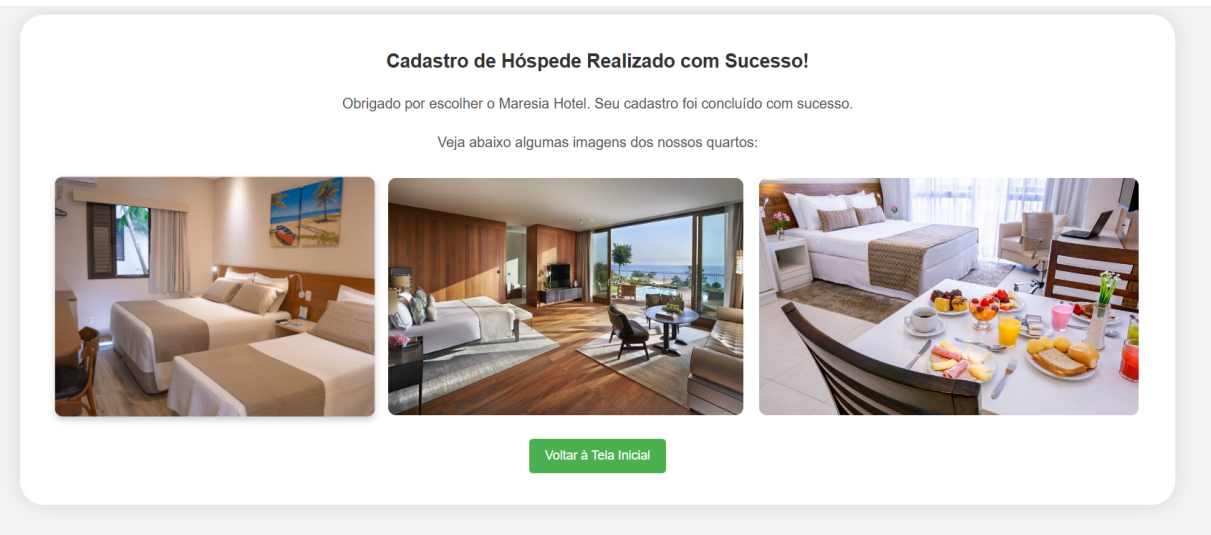 Cadastro de Hóspede Realizado com Sucesso!
Obrigado por escolher o Maresia Hotel. Seu cadastro foi concluído com sucesso.
Veja abaixo algumas imagens dos nossos quartos:
Voltar à Tela Inicial